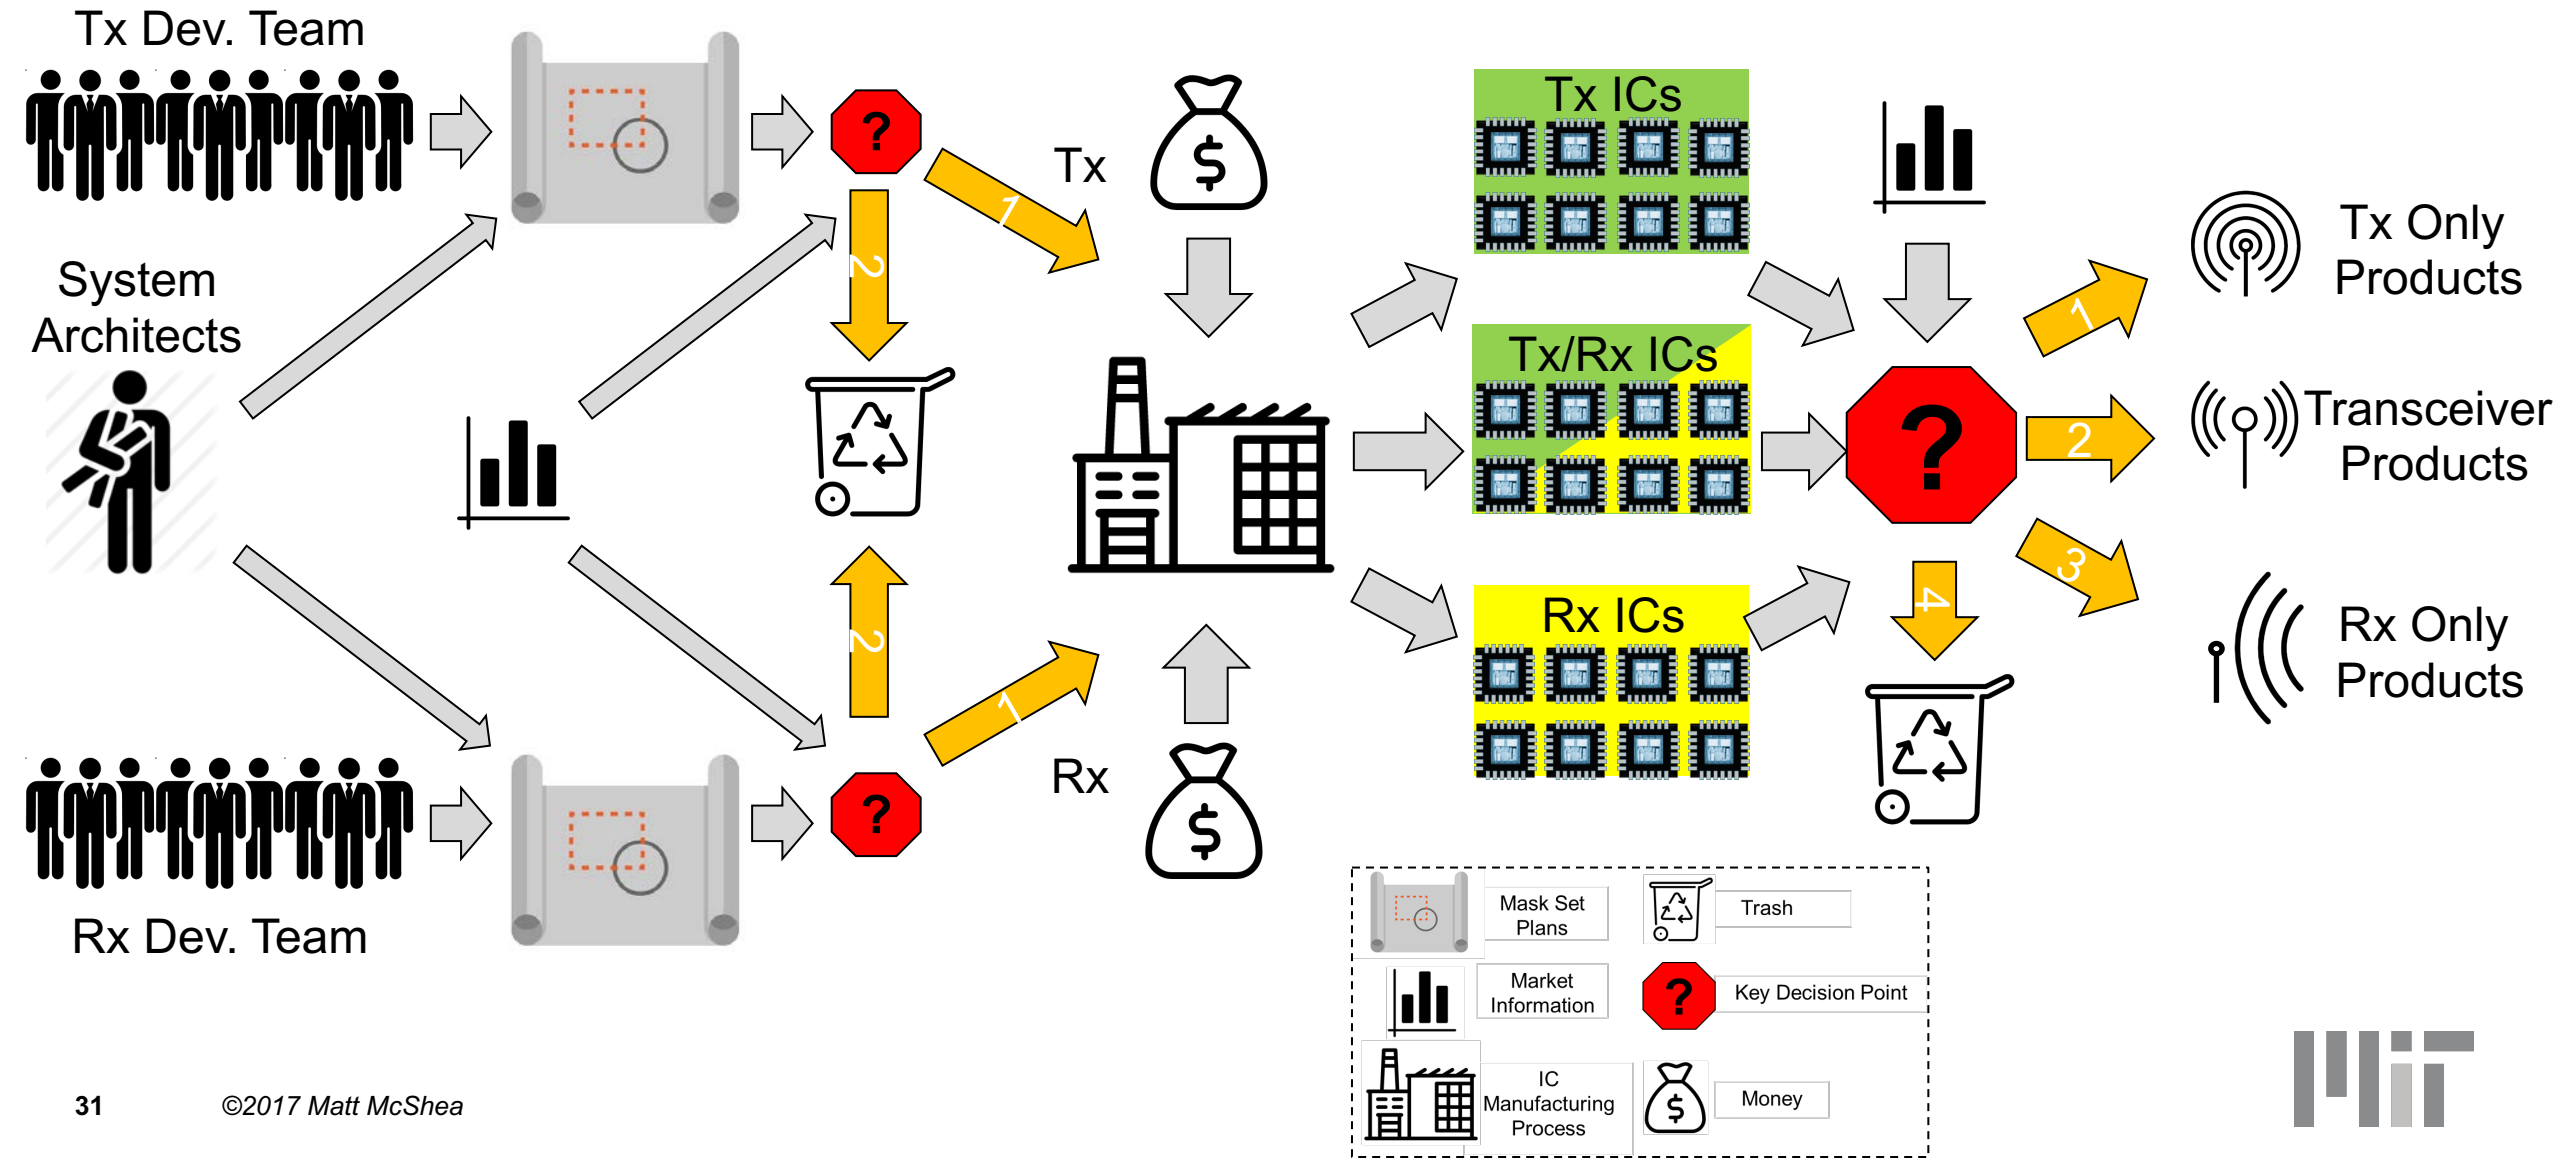 Tx Dev. Team
?
1
2
System
Architects
Tx
$
Tx ICs
Tx/Rx ICs
Rx ICs
?
1
2
3
4
Tx Only
Products
Transceiver
Products
Rx Only
Products
2
1
?
Rx
$
Rx Dev. Team
Mask Set
Plans
Trash
Market
Information
?
Key Decision Point
IC
Manufacturing
Process
$
Money
31
©2017 Matt McShea
MIT